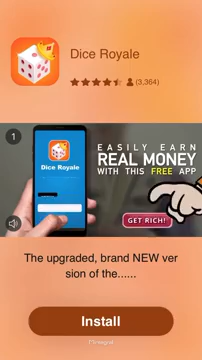 Dice Royale
(3,364)
1
Dice Royale
EASILY EARN
REAL MONEY
WITH THIS FREE APP
GET RICH!
The upgraded, brand NEW ver
sion of the......
Install
Mintegral